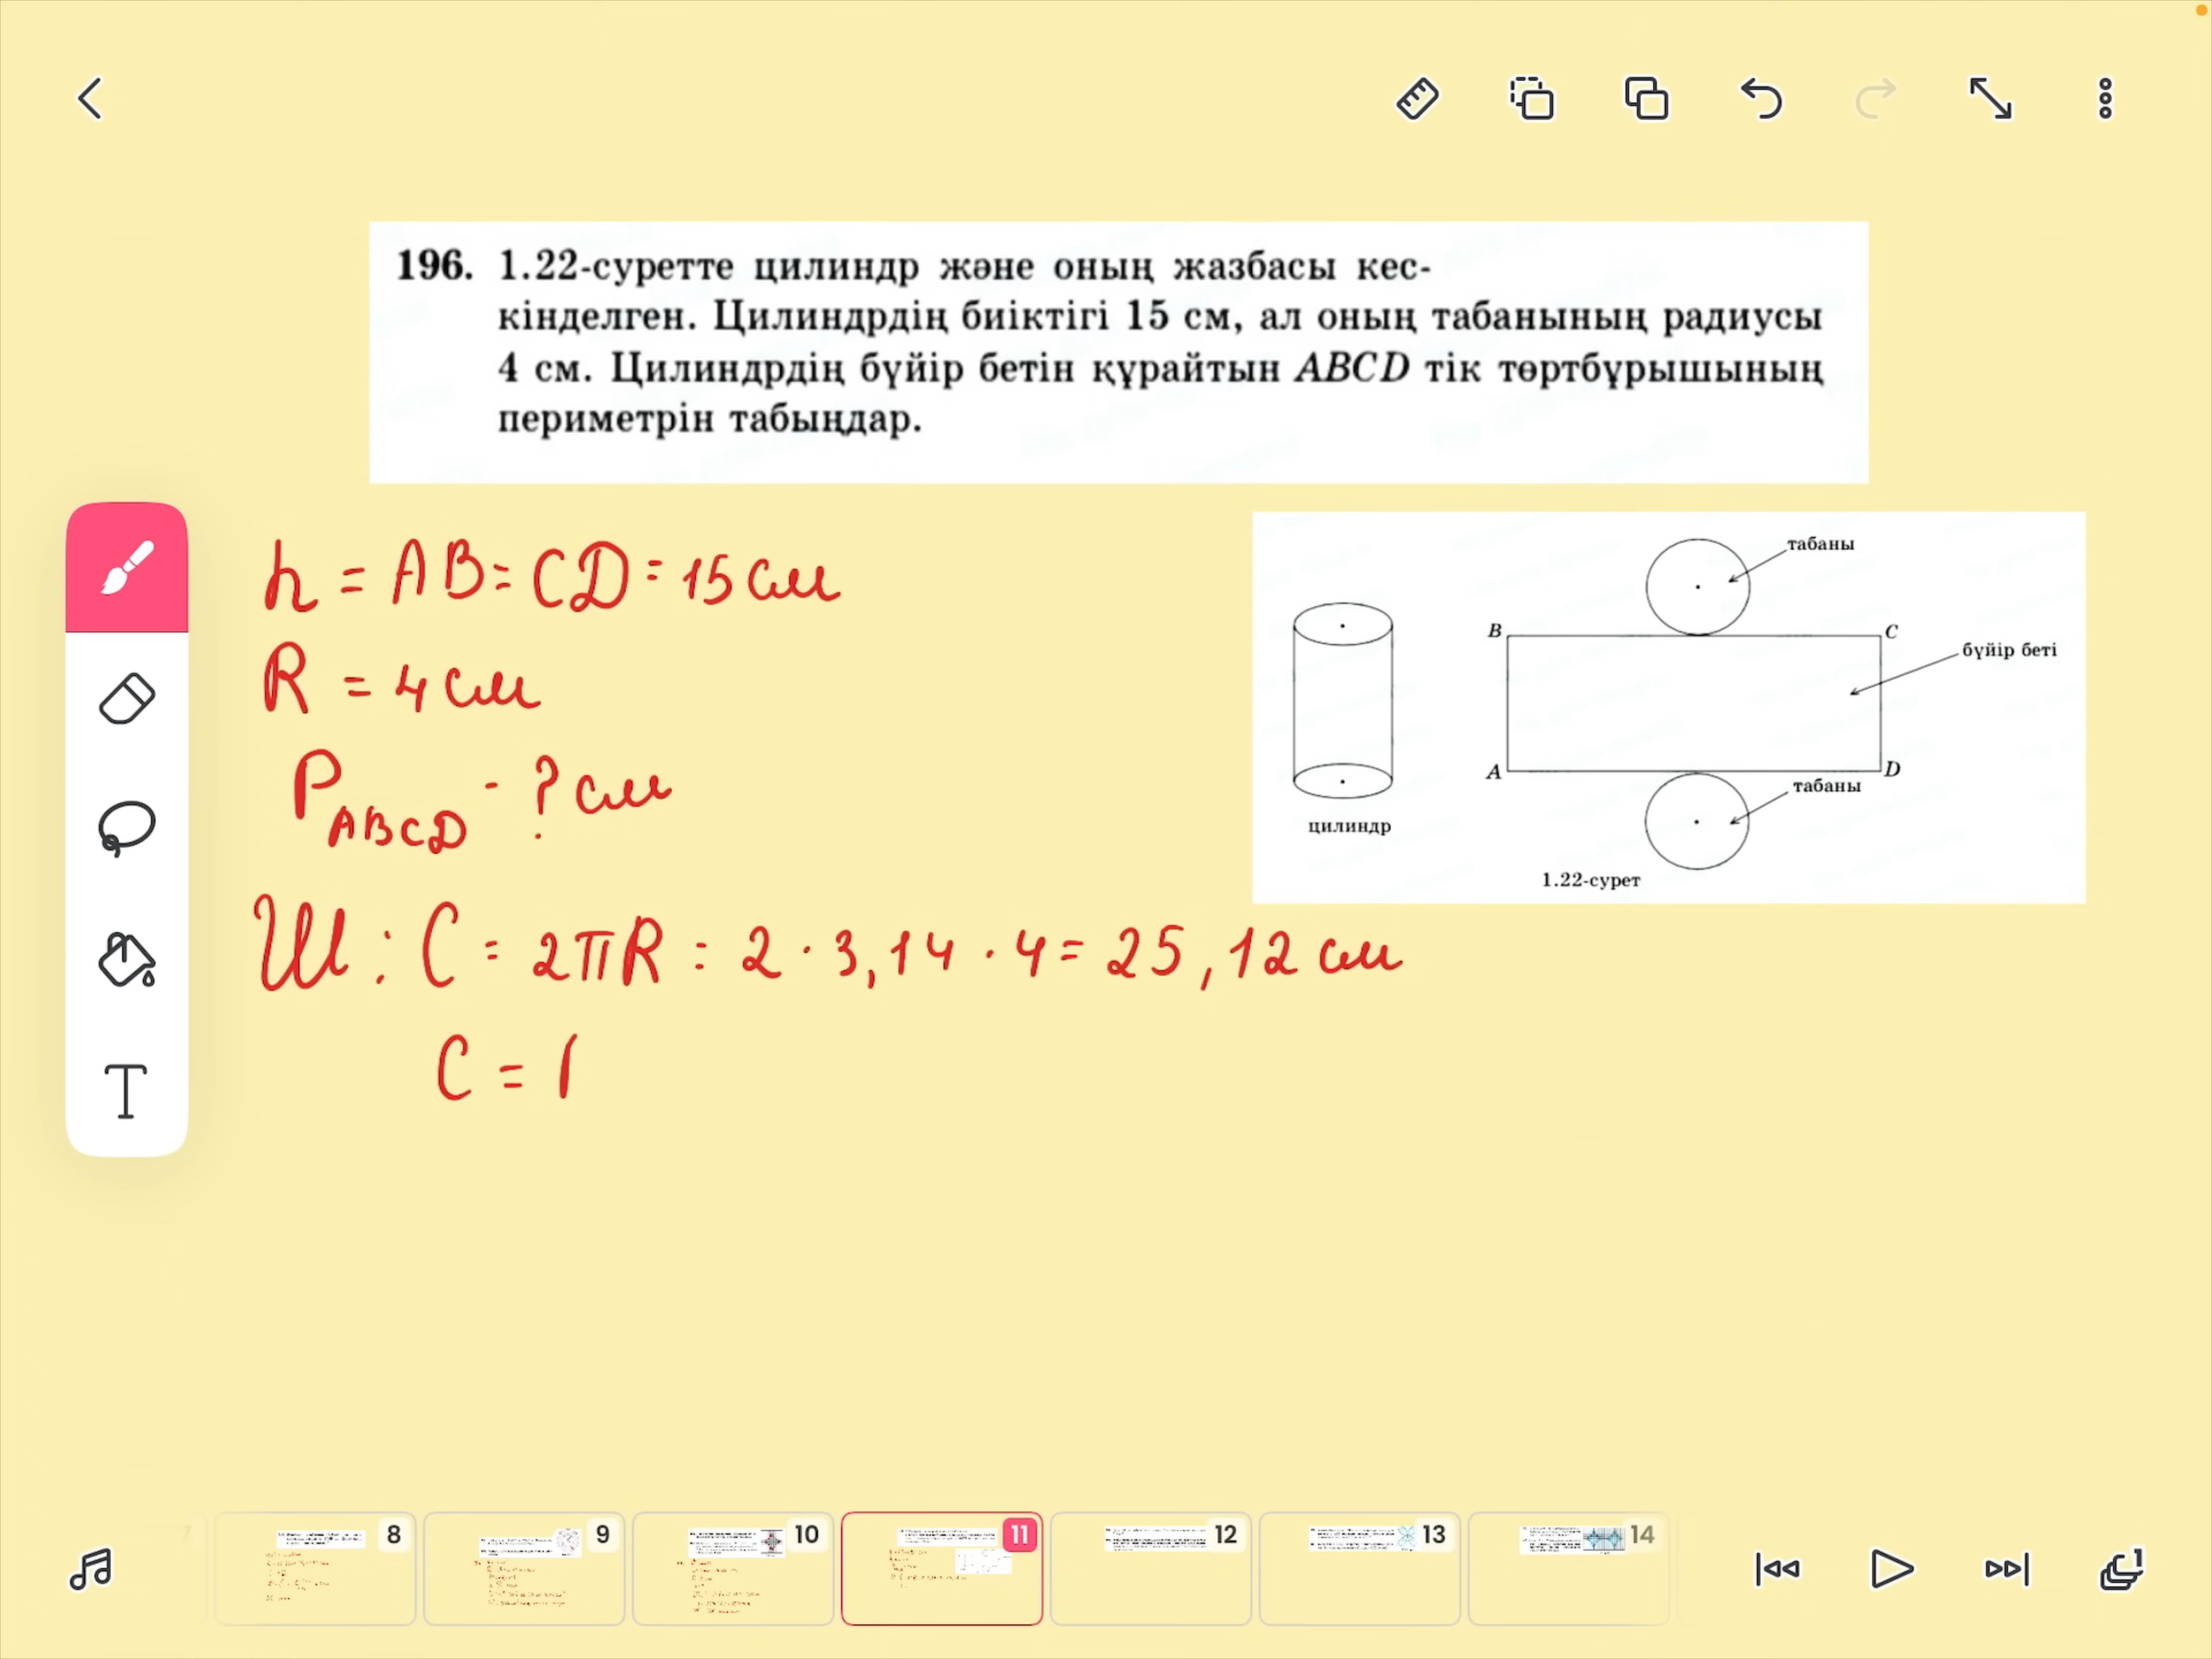 196. 1.22-суретте цилиндр және оның жазбасы кес-
кінделген. Цилиндрдің биіктігі 15 см, ал оның табанының радиусы
4 см. Цилиндрдің бүйір бетін құрайтын ABCD тік төртбұрышының
периметрін табыңдар.
h = AB = CD = 15 см
R = 4 см
P ABCD - ? см
табаны
B
C
бүйір беті
A
D
табаны
цилиндр
1.22-сурет
Ш: C = 2πR = 2 · 3,14 · 4 = 25,12 см
C =
T
8
9
10
11
12
13
14
1